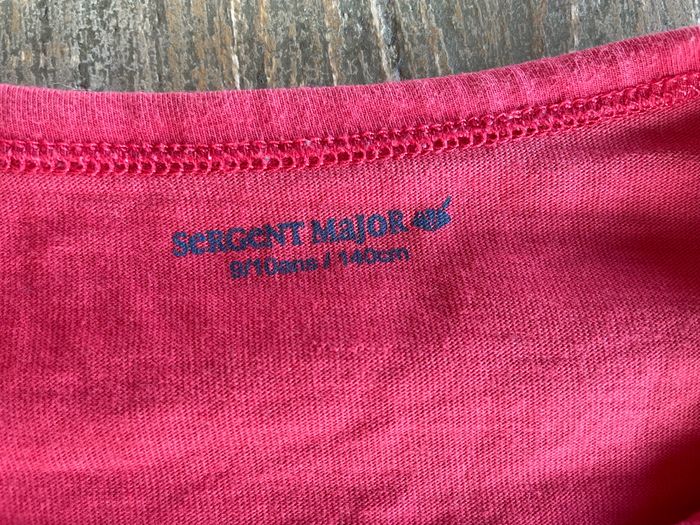 SeRGeNT MajoR
9/10ans / 140cm